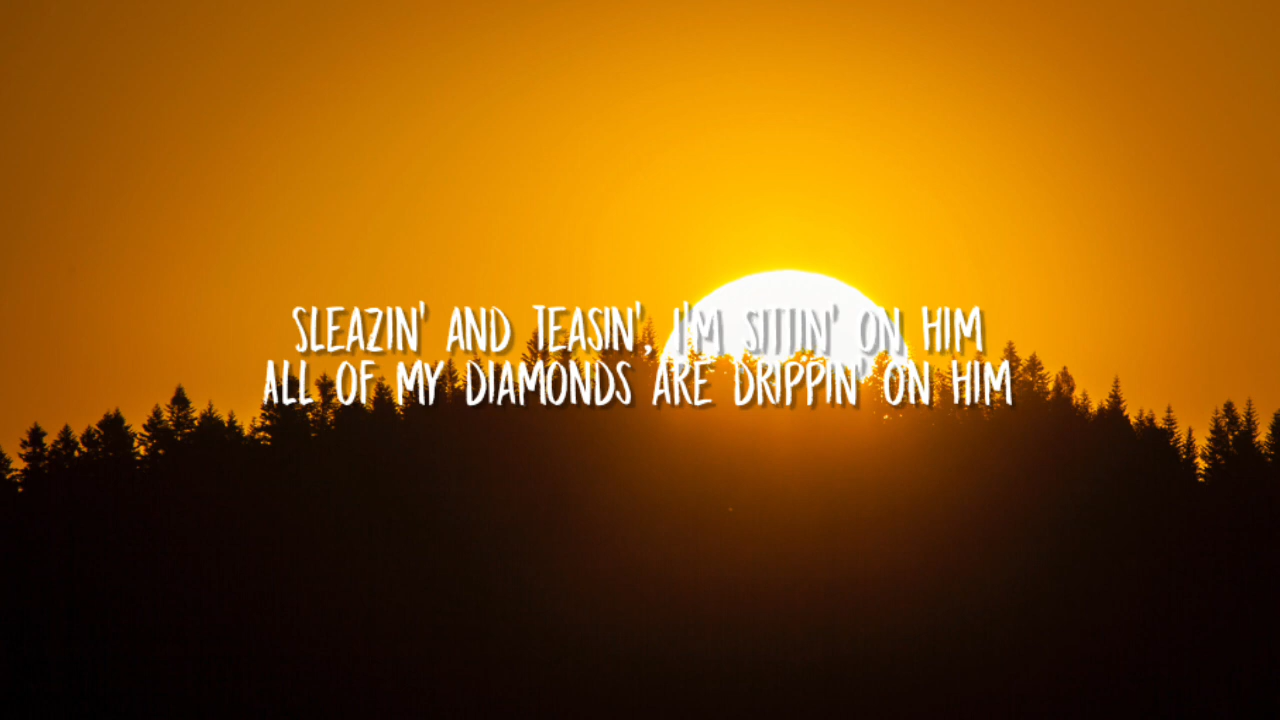 SLEAZIN' AND TEASIN', I'M SITTIN' ON HIM
ALL OF MY DIAMONDS ARE DRIPPIN' ON HIM